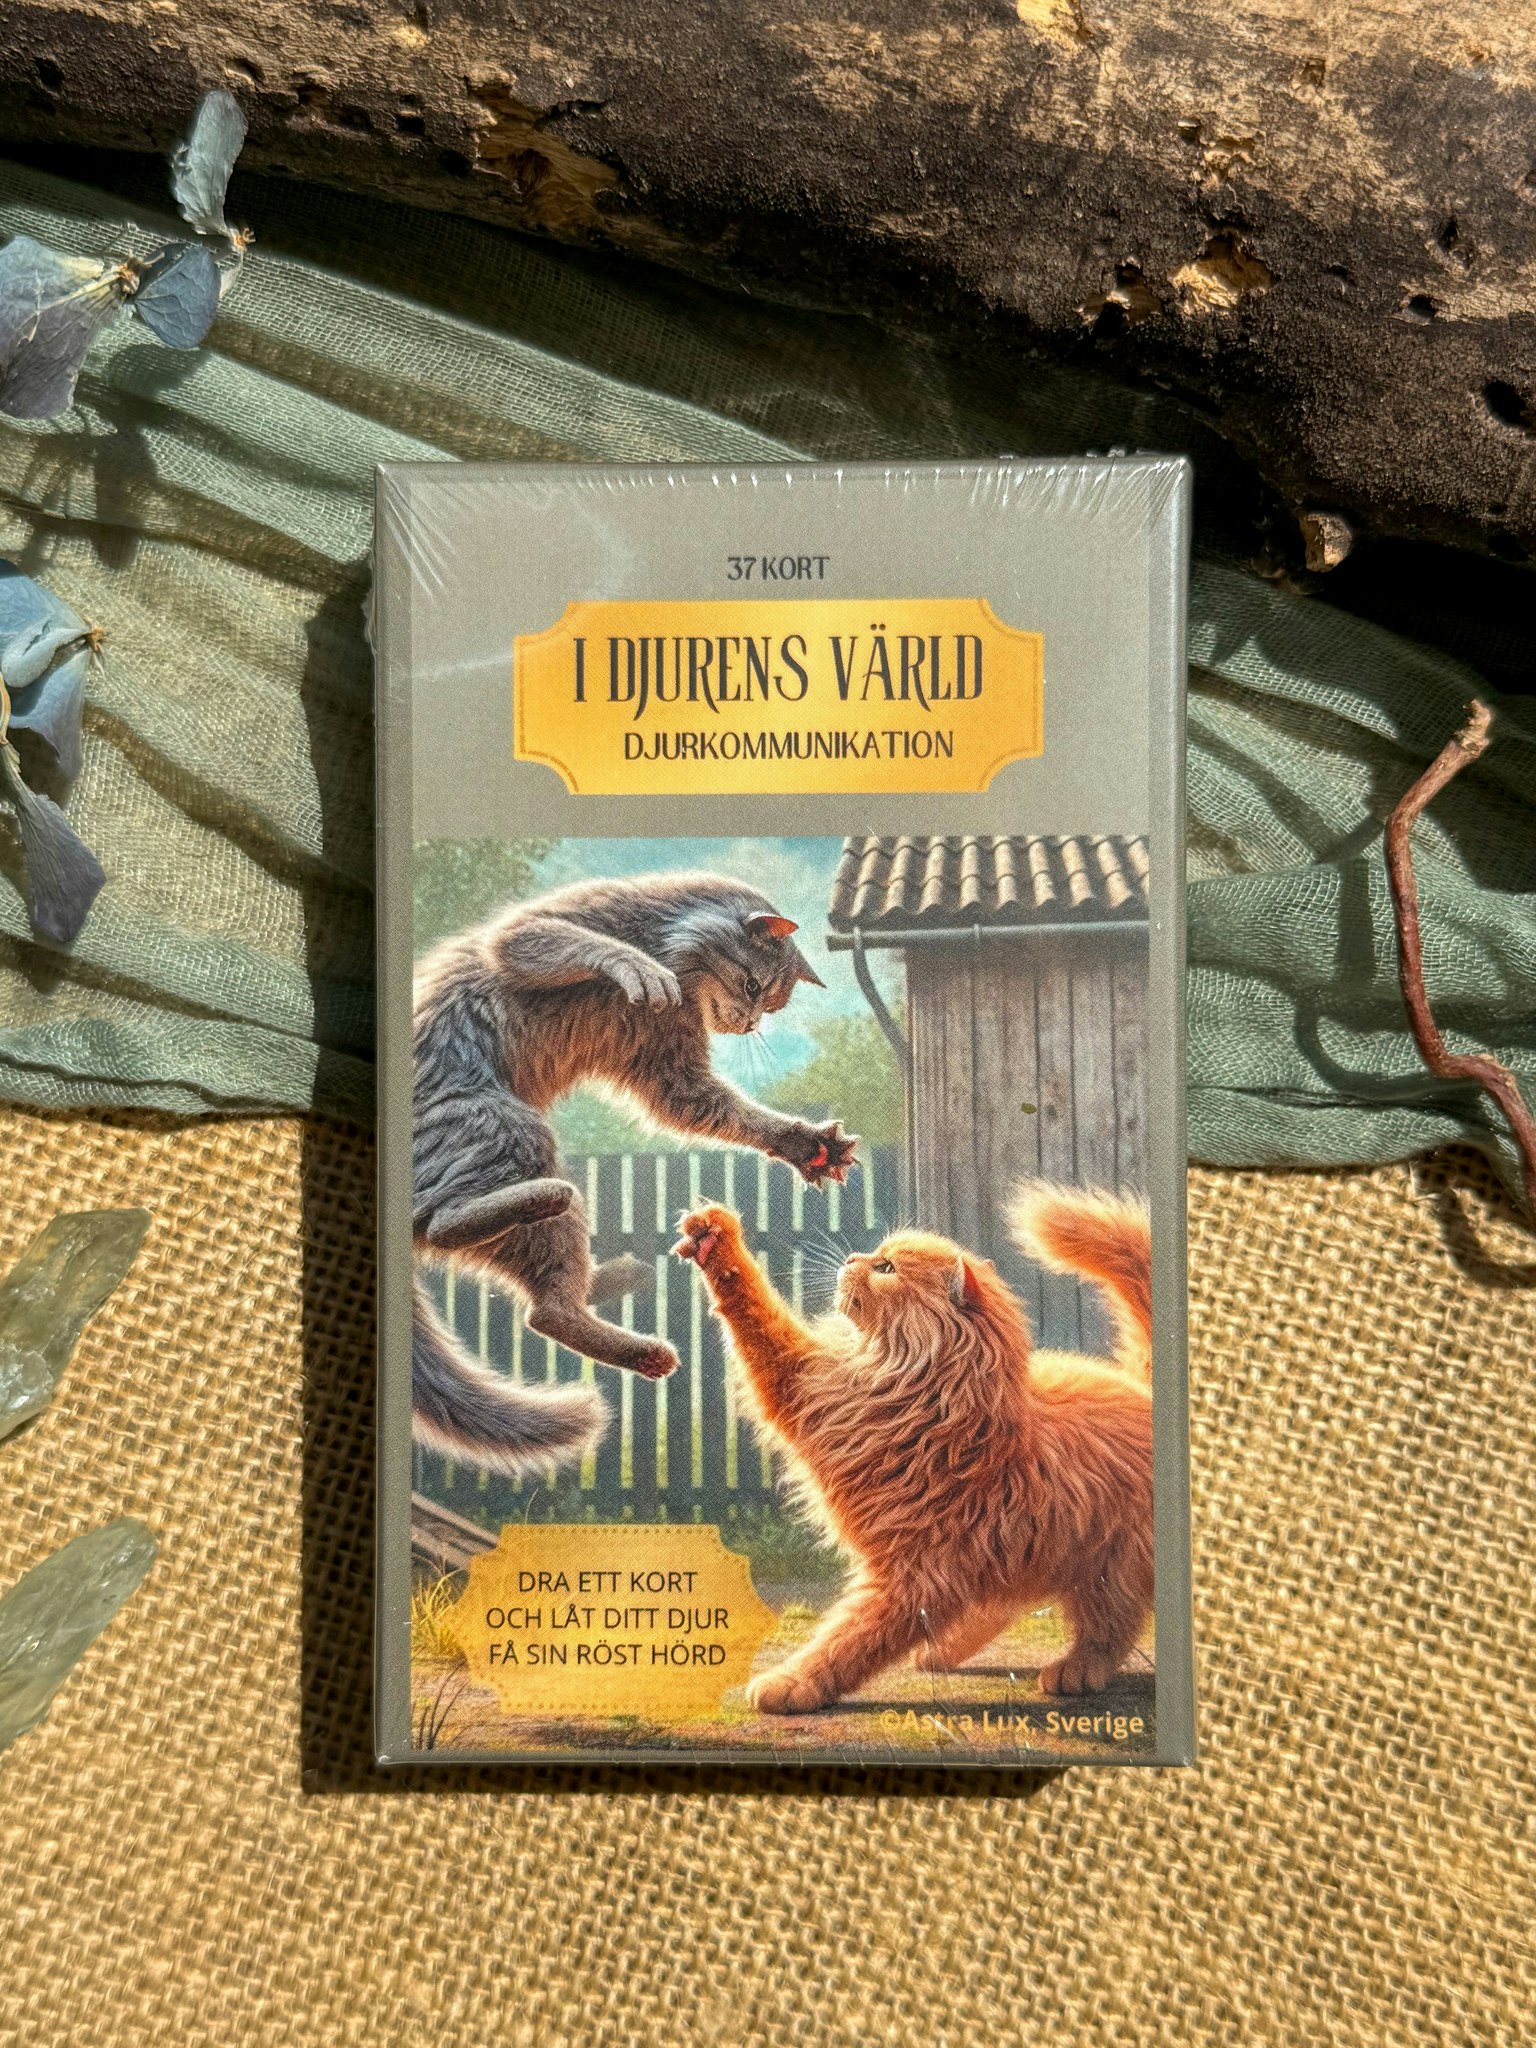 37 KORT
I DJURENS VÄRLD
DJURKOMMUNIKATION
DRA ETT KORT
OCH LÅT DITT DJUR
FÅ SIN RÖST HÖRD
©Astra Lux, Sverige